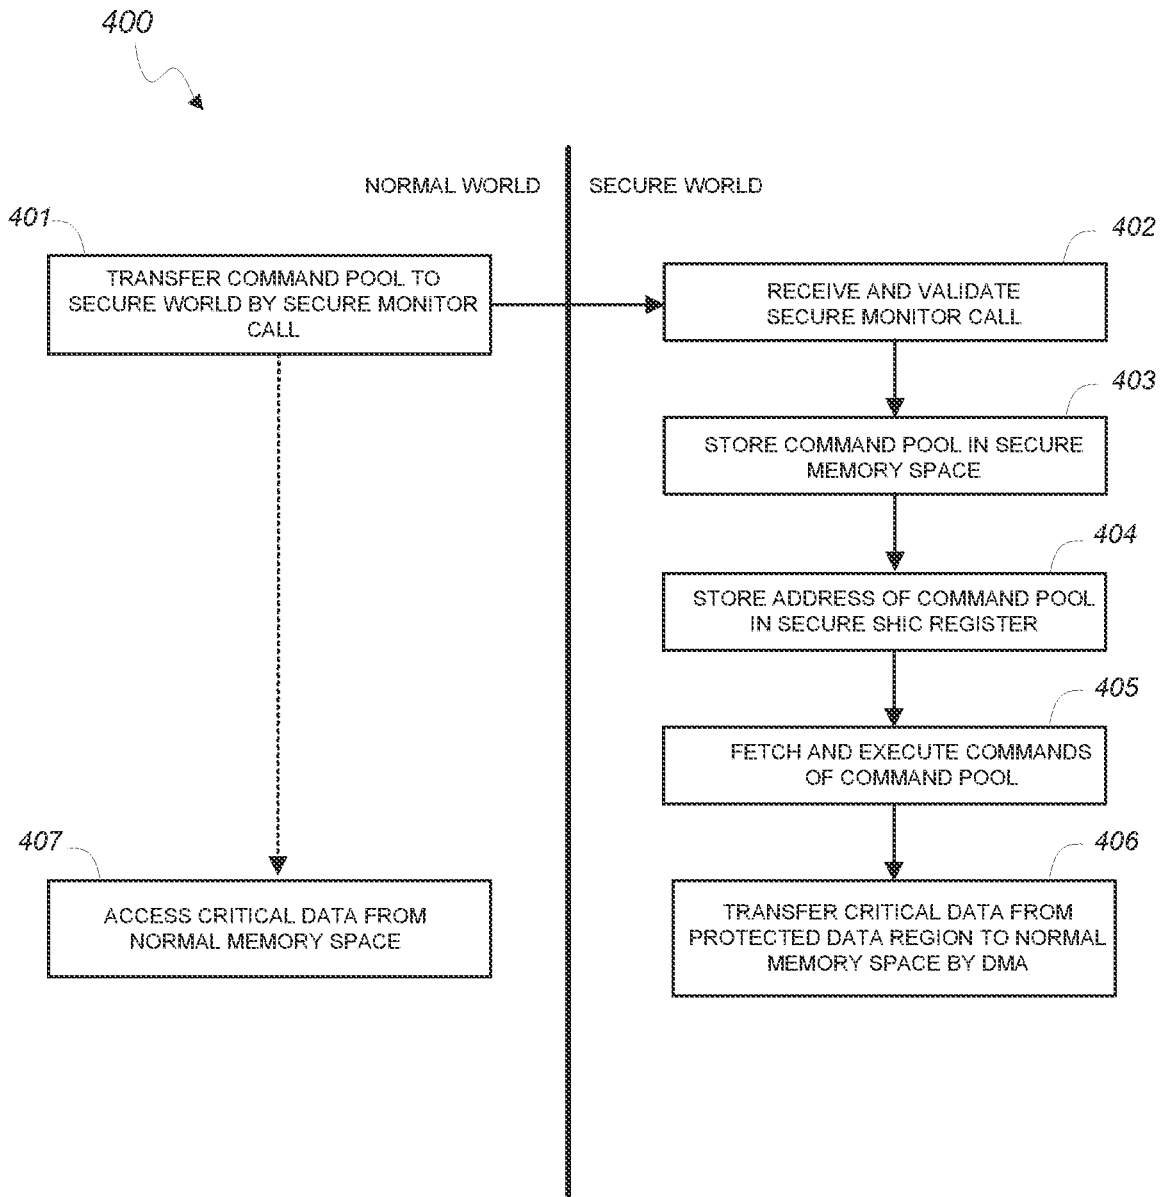 400
NORMAL WORLD
SECURE WORLD
401
TRANSFER COMMAND POOL TO
SECURE WORLD BY SECURE MONITOR
CALL
402
RECEIVE AND VALIDATE
SECURE MONITOR CALL
403
STORE COMMAND POOL IN SECURE
MEMORY SPACE
404
STORE ADDRESS OF COMMAND POOL
IN SECURE SHIC REGISTER
405
FETCH AND EXECUTE COMMANDS
OF COMMAND POOL
406
TRANSFER CRITICAL DATA FROM
PROTECTED DATA REGION TO NORMAL
MEMORY SPACE BY DMA
407
ACCESS CRITICAL DATA FROM
NORMAL MEMORY SPACE